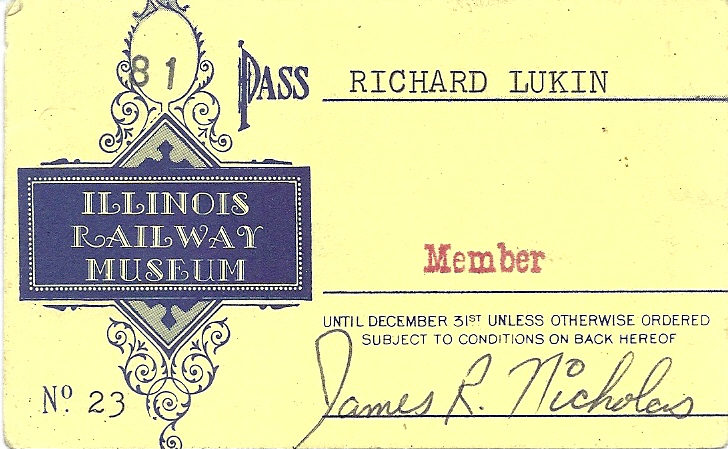 81
PASS RICHARD LUKIN
ILLINOIS
RAILWAY
MUSEUM
Member
UNTIL DECEMBER 31ST UNLESS OTHERWISE ORDERED
SUBJECT TO CONDITIONS ON BACK HEREOF
No. 23
James R. Nicholas